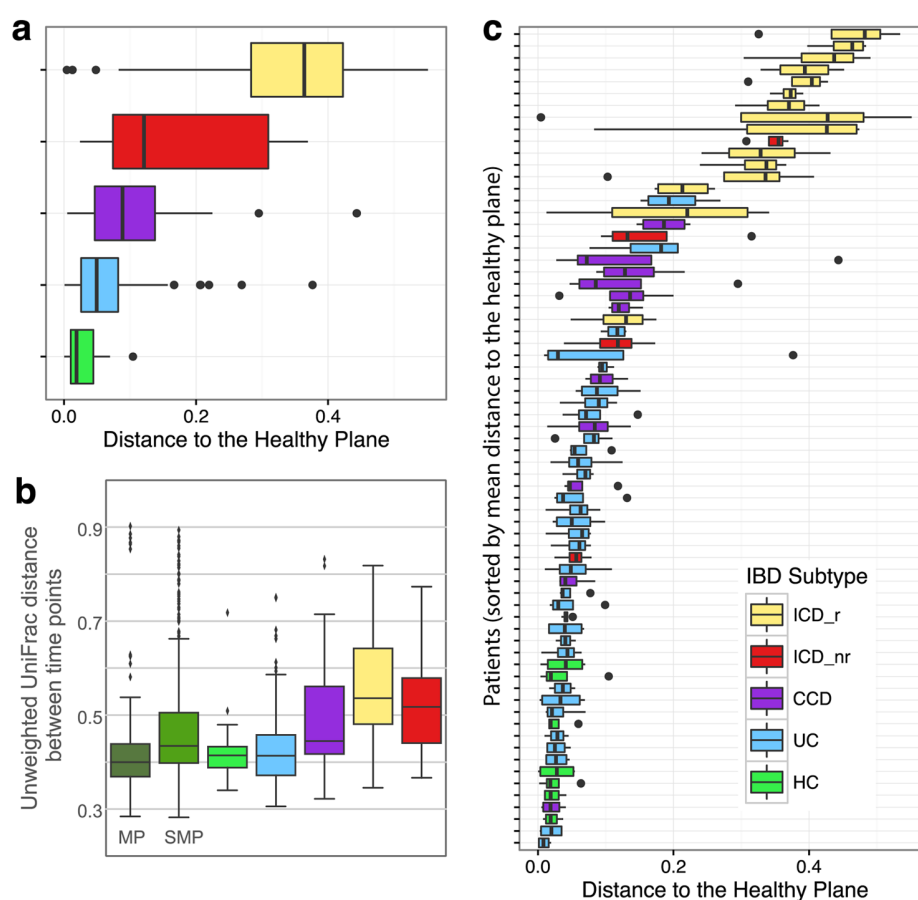 a
0.0
0.2
0.4
Distance to the Healthy Plane
b
Unweighted UniFrac distance
between time points
0.9
0.7
0.5
0.3
MP
SMP
c
Patients (sorted by mean distance to the healthy plane)
IBD Subtype
ICD_r
ICD_nr
CCD
UC
HC
0.0
0.2
0.4
Distance to the Healthy Plane